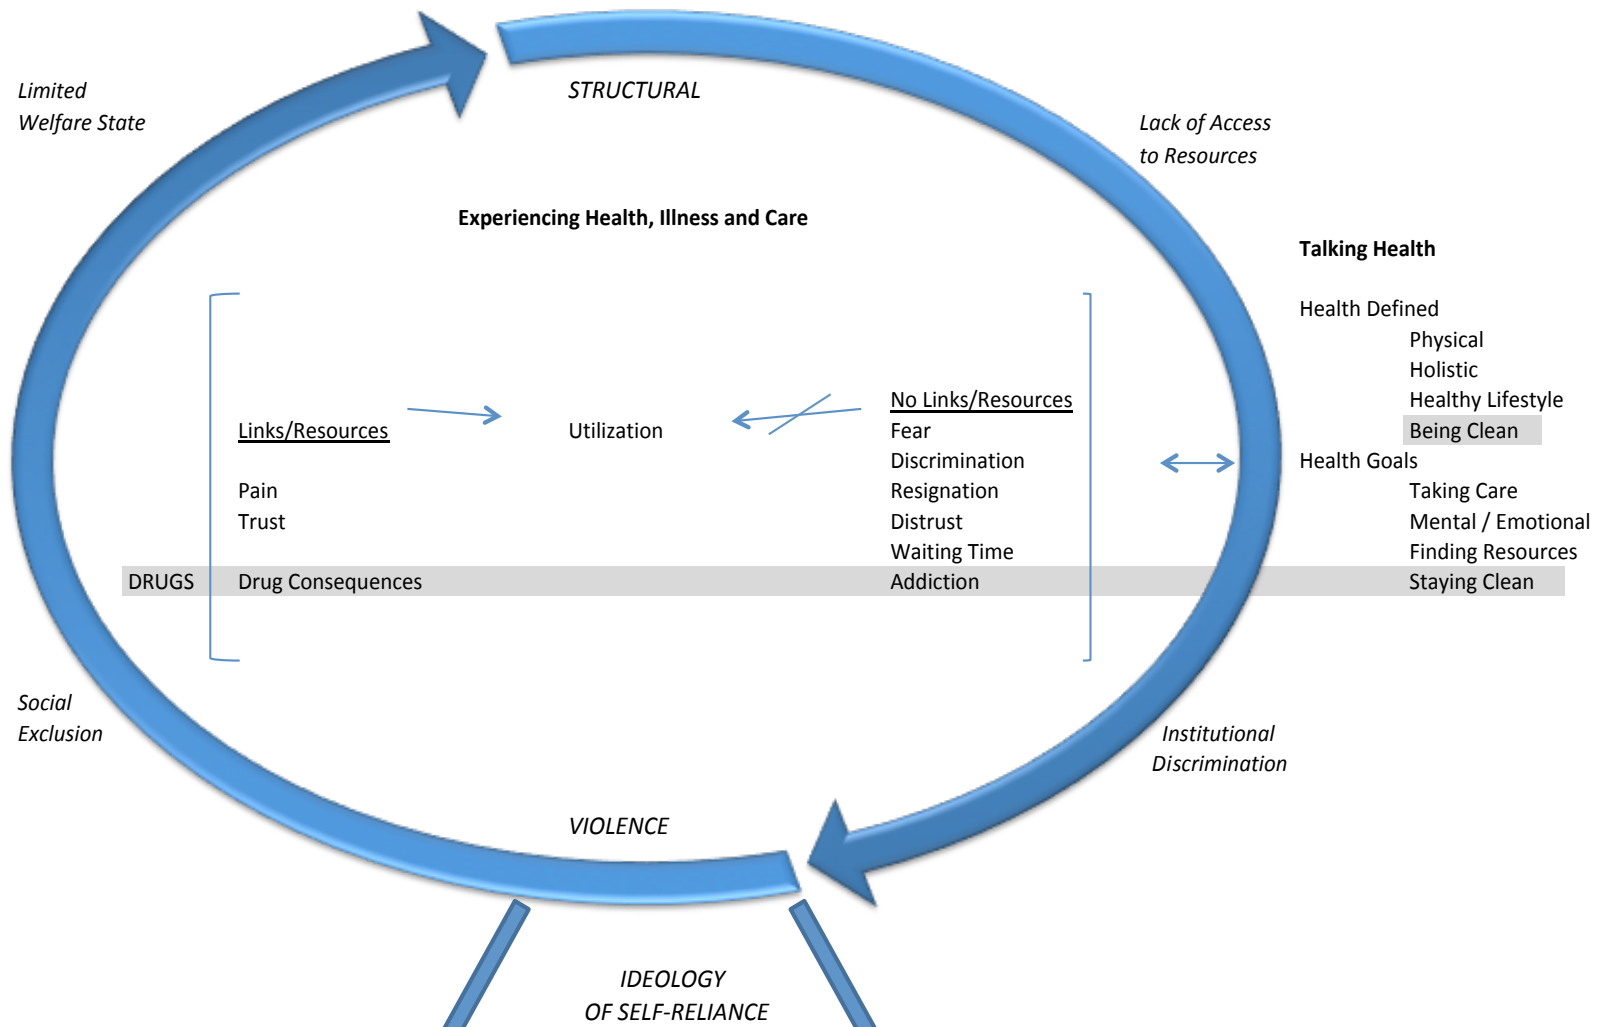 Limited
Welfare State
STRUCTURAL
Lack of Access
to Resources
Experiencing Health, Illness and Care
Talking Health
Health Defined
Physical
Holistic
Healthy Lifestyle
Being Clean
Health Goals
Taking Care
Mental / Emotional
Finding Resources
Staying Clean
Links/Resources
Pain
Trust
Utilization
No Links/Resources
Fear
Discrimination
Resignation
Distrust
Waiting Time
DRUGS Drug Consequences Addiction
Social
Exclusion
Institutional
Discrimination
VIOLENCE
IDEOLOGY
OF SELF-RELIANCE